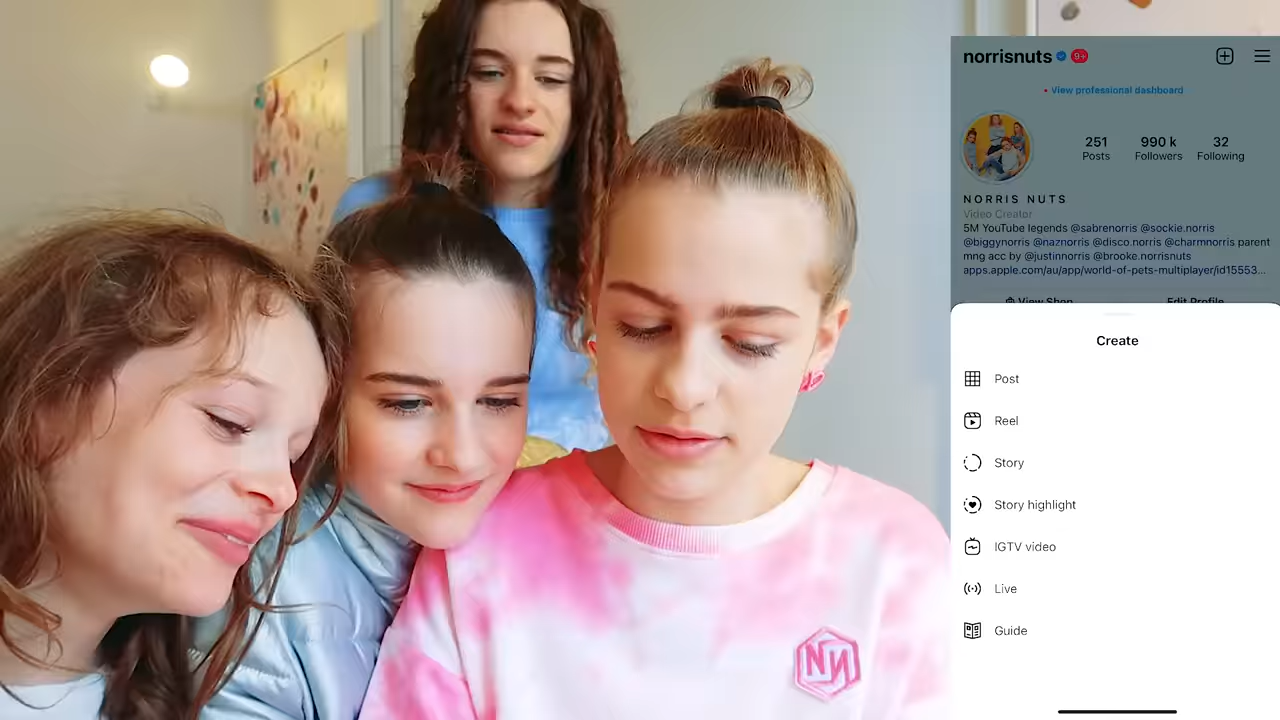 norrisnuts 9+
View professional dashboard
251 990 k 32
Posts Followers Following
NORRIS NUTS
Video Creator
5M YouTube legends @sabrenorris @sockie.norris
@biggynorris @naznorris @disco.norris @charmnorris parent
mng acc by @justinnorris @brooke.norrisnuts
apps.apple.com/au/app/world-of-pets-multiplayer/id15553...
View Shop Edit Profile
Create
Post
Reel
Story
Story highlight
IGTV video
Live
Guide
NN